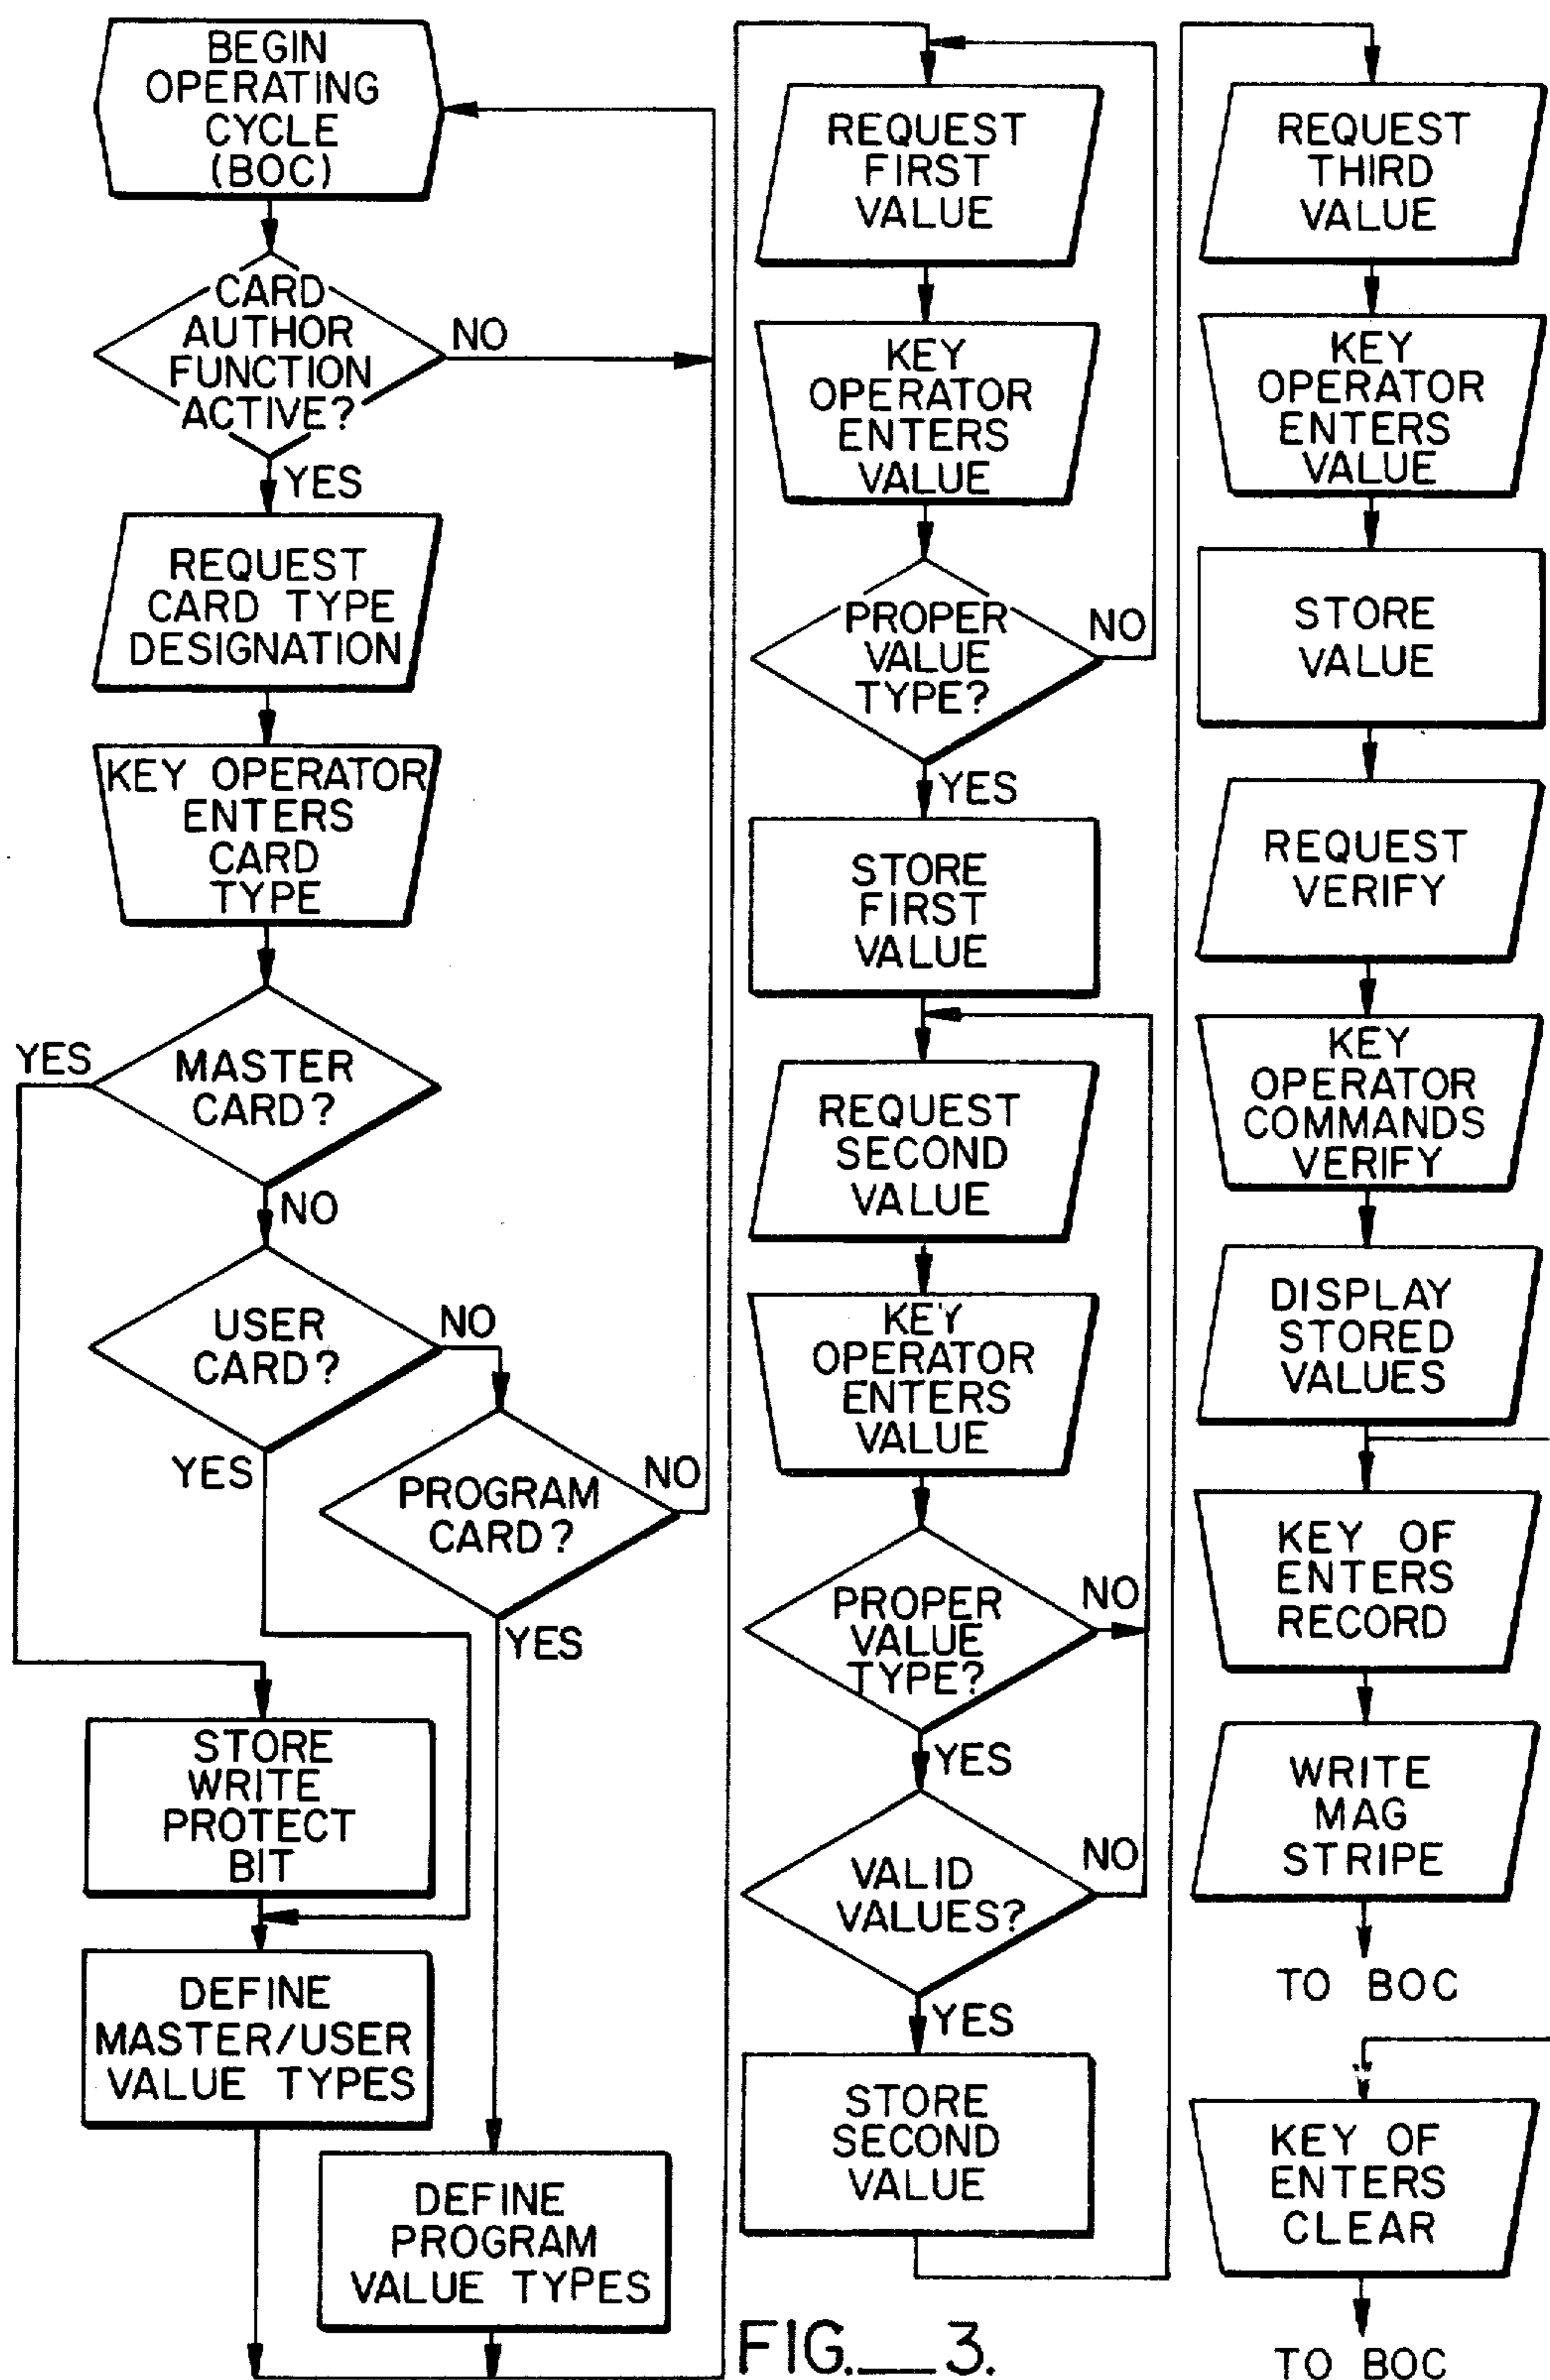 BEGIN
OPERATING
CYCLE
(BOC)
CARD
AUTHOR
FUNCTION
ACTIVE?
NO
YES
REQUEST
CARD TYPE
DESIGNATION
KEY OPERATOR
ENTERS
CARD
TYPE
YES
MASTER
CARD?
NO
USER
CARD?
NO
YES
PROGRAM
CARD?
NO
YES
STORE
WRITE
PROTECT
BIT
DEFINE
MASTER/USER
VALUE TYPES
DEFINE
PROGRAM
VALUE TYPES
REQUEST
FIRST
VALUE
KEY
OPERATOR
ENTERS
VALUE
PROPER
VALUE
TYPE?
NO
YES
STORE
FIRST
VALUE
REQUEST
SECOND
VALUE
KEY
OPERATOR
ENTERS
VALUE
PROPER
VALUE
TYPE?
NO
YES
VALID
VALUES?
NO
YES
STORE
SECOND
VALUE
REQUEST
THIRD
VALUE
KEY
OPERATOR
ENTERS
VALUE
STORE
VALUE
REQUEST
VERIFY
KEY
OPERATOR
COMMANDS
VERIFY
DISPLAY
STORED
VALUES
KEY OF
ENTERS
RECORD
WRITE
MAG
STRIPE
TO BOC
KEY OF
ENTERS
CLEAR
TO BOC
FIG.__3.